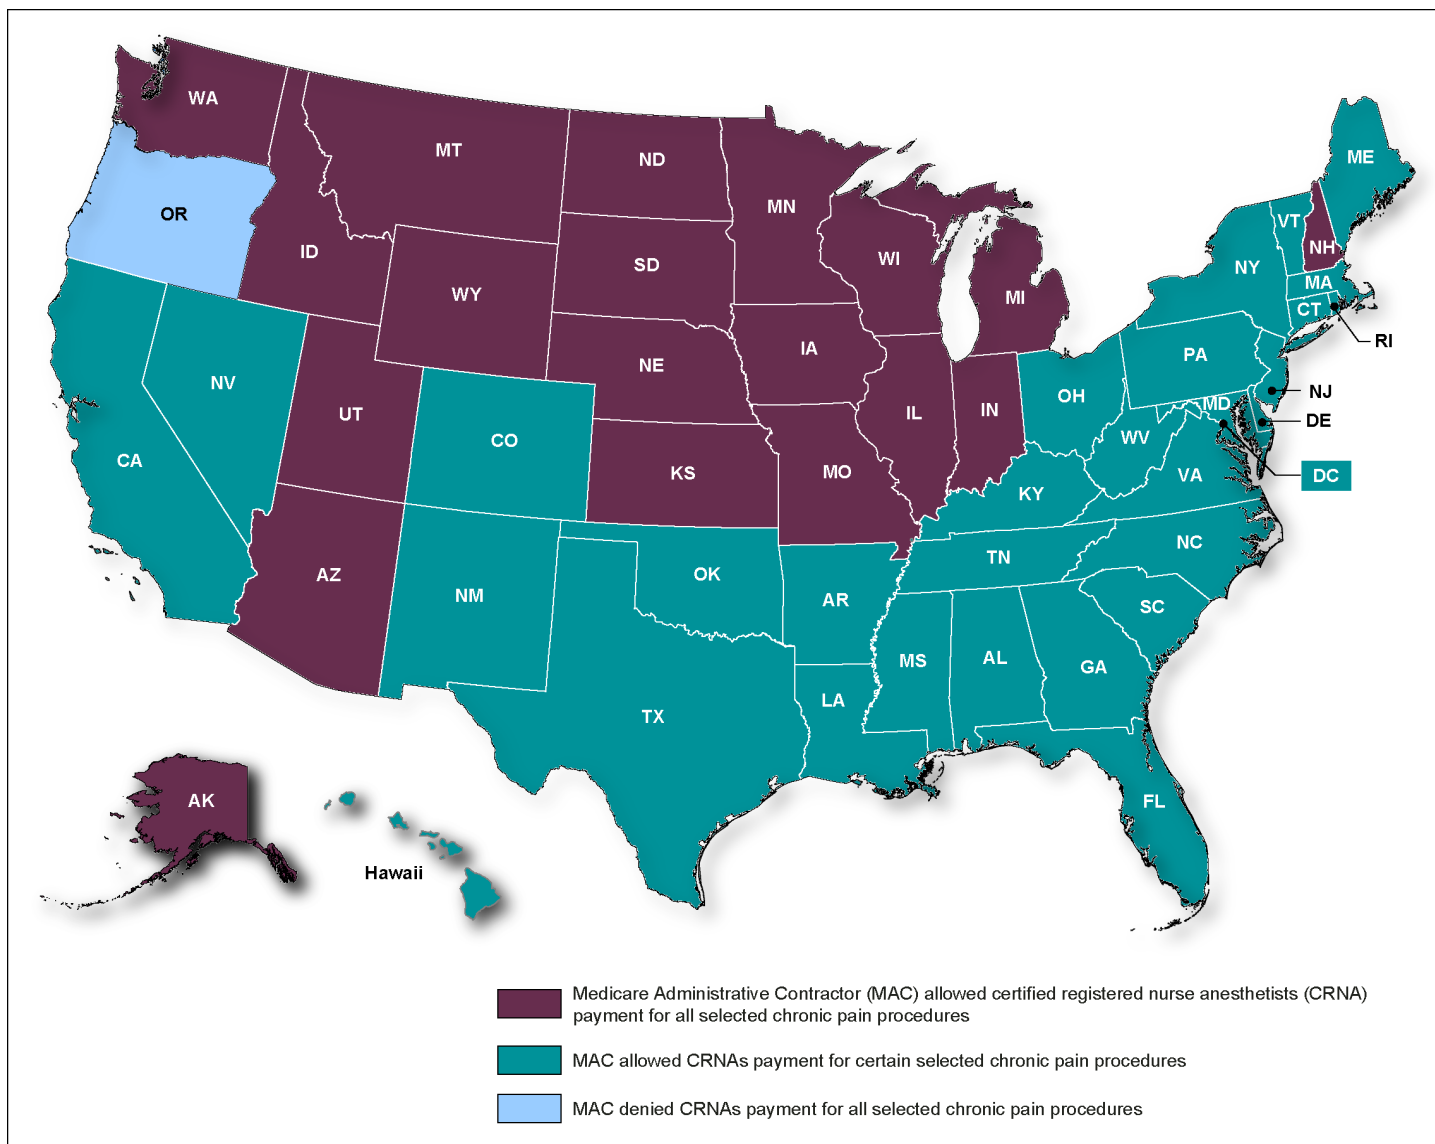 WA
MT
ND
MN
ME
OR
ID
SD
WI
MI
VT
NH
NY
WY
MA
CT
RI
NE
IA
PA
NV
UT
CO
IL
IN
OH
NJ
MD
DE
CA
KS
MO
WV
KY
VA
DC
AZ
NM
OK
AR
TN
NC
SC
TX
LA
MS
AL
GA
AK
FL
Hawaii
Medicare Administrative Contractor (MAC) allowed certified registered nurse anesthetists (CRNA)
payment for all selected chronic pain procedures
MAC allowed CRNAs payment for certain selected chronic pain procedures
MAC denied CRNAs payment for all selected chronic pain procedures